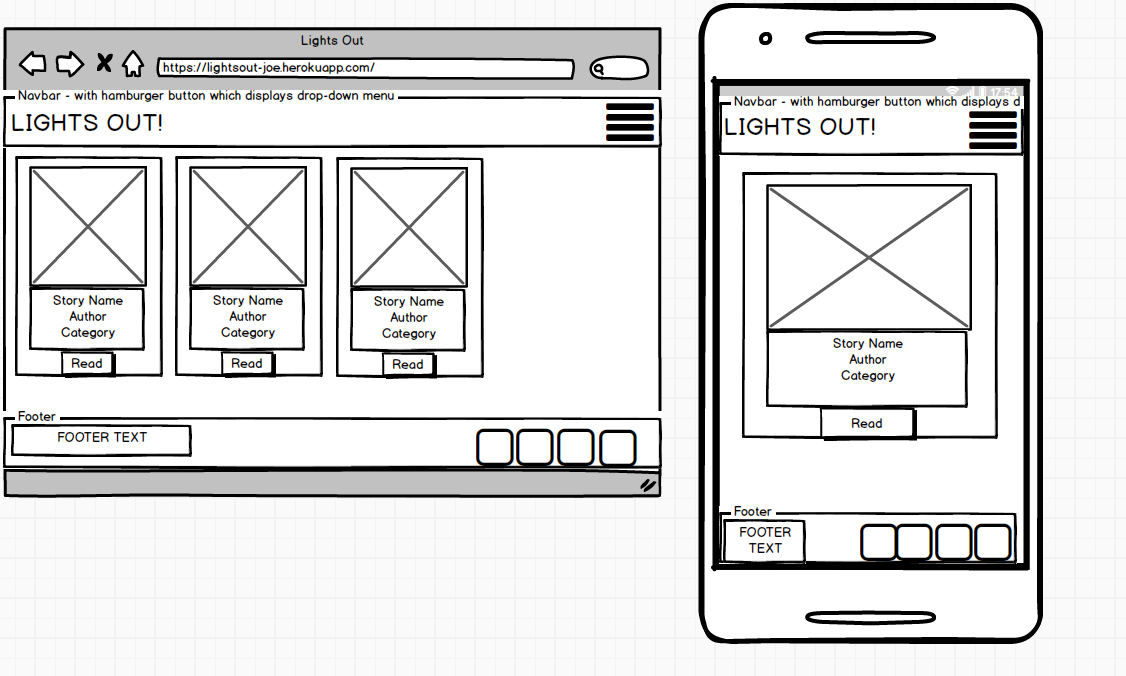 Lights Out
https://lightsout-joe.herokuapp.com/
Navbar - with hamburger button which displays drop-down menu
LIGHTS OUT!
Story Name
Author
Category
Read
Story Name
Author
Category
Read
Story Name
Author
Category
Read
Footer
FOOTER TEXT
17:54
Navbar - with hamburger button which displays d
LIGHTS OUT!
Story Name
Author
Category
Read
Footer
FOOTER
TEXT